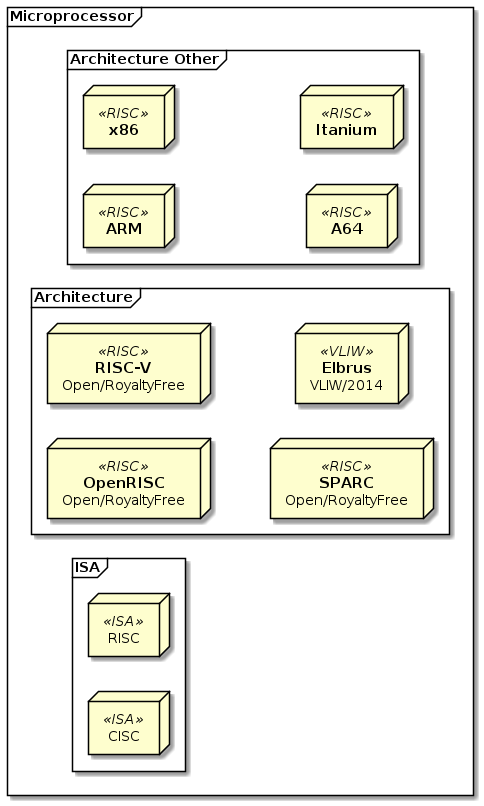 Microprocessor
Architecture Other
«RISC»
x86
«RISC»
Itanium
«RISC»
ARM
«RISC»
A64
Architecture
«RISC»
RISC-V
Open/RoyaltyFree
«VLIW»
Elbrus
VLIW/2014
«RISC»
OpenRISC
Open/RoyaltyFree
«RISC»
SPARC
Open/RoyaltyFree
ISA
«ISA»
RISC
«ISA»
CISC